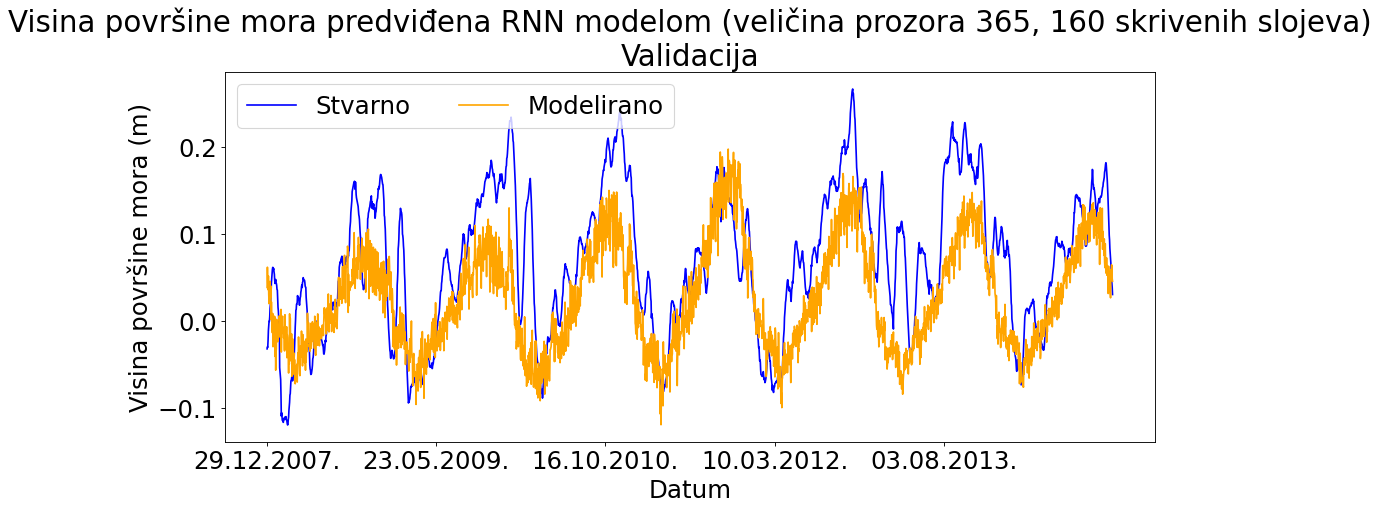 Visina površine mora predviđena RNN modelom (veličina prozora 365, 160 skrivenih slojeva)
Validacija
Stvarno
Modelirano
Visina površine mora (m)
0.2
0.1
0.0
−0.1
29.12.2007.
23.05.2009.
16.10.2010.
10.03.2012.
03.08.2013.
Datum